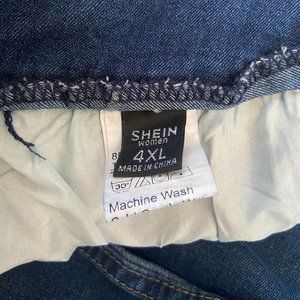 SHEIN
women
4XL
MADE IN CHINA
30°
Machine Wash